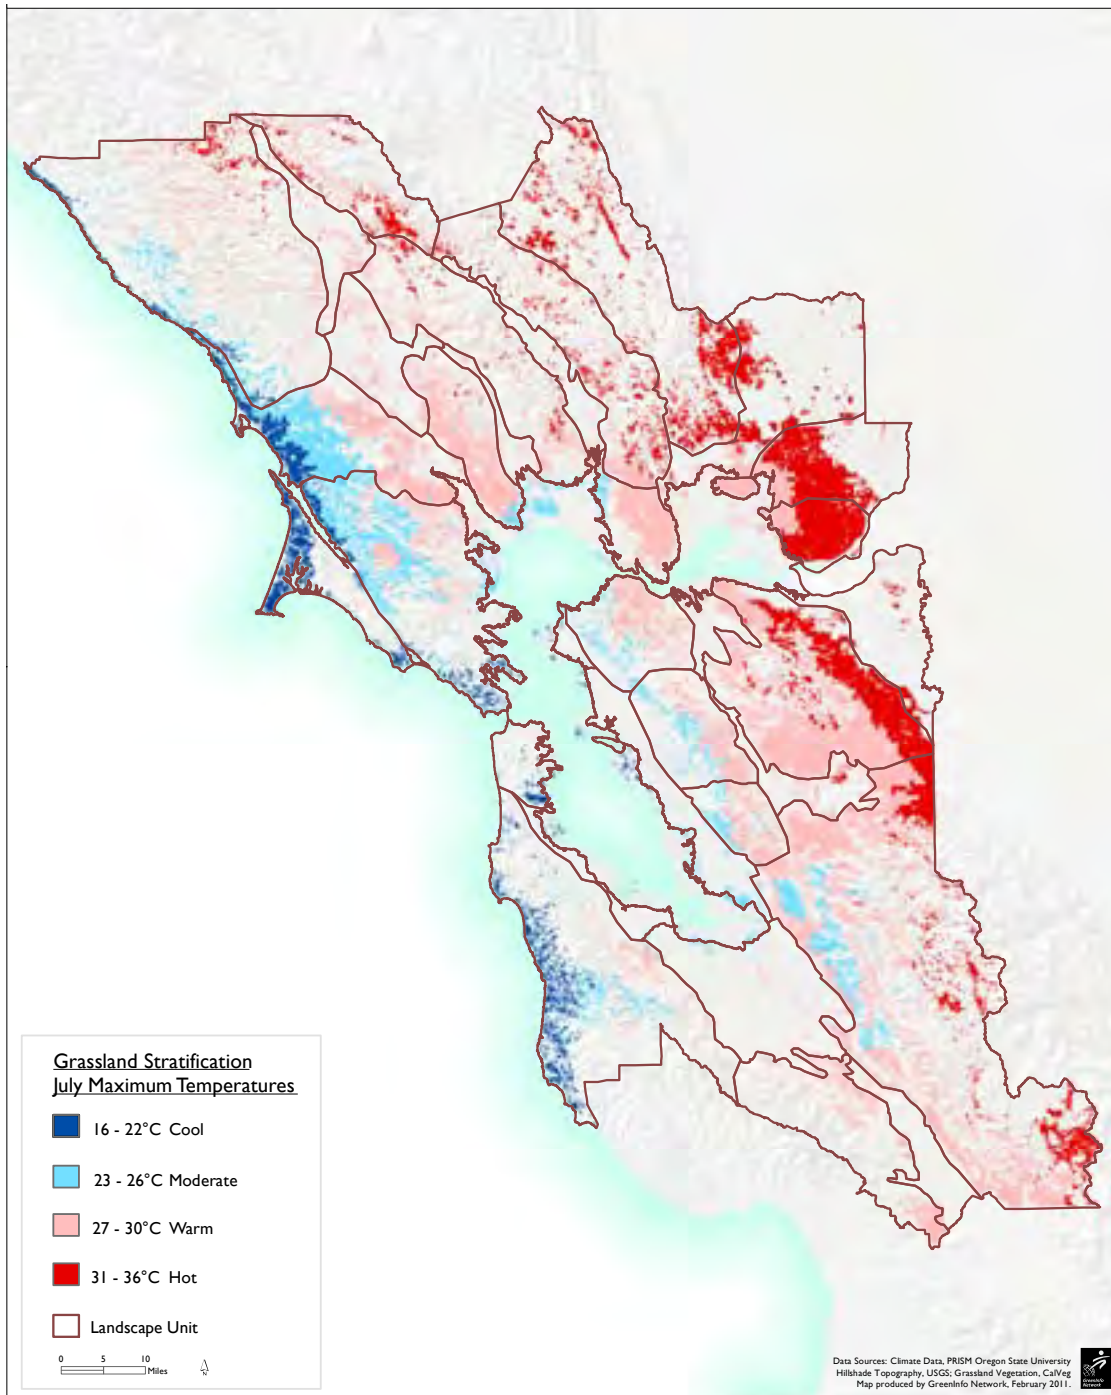 Grassland Stratification
July Maximum Temperatures
16 - 22°C Cool
23 - 26°C Moderate
27 - 30°C Warm
31 - 36°C Hot
Landscape Unit
0 5 10
Miles
N
Data Sources: Climate Data, PRISM Oregon State University
Hillshade Topography, USGS; Grassland Vegetation, CalVeg
Map produced by GreenInfo Network, February 2011.
GreenInfo
Network